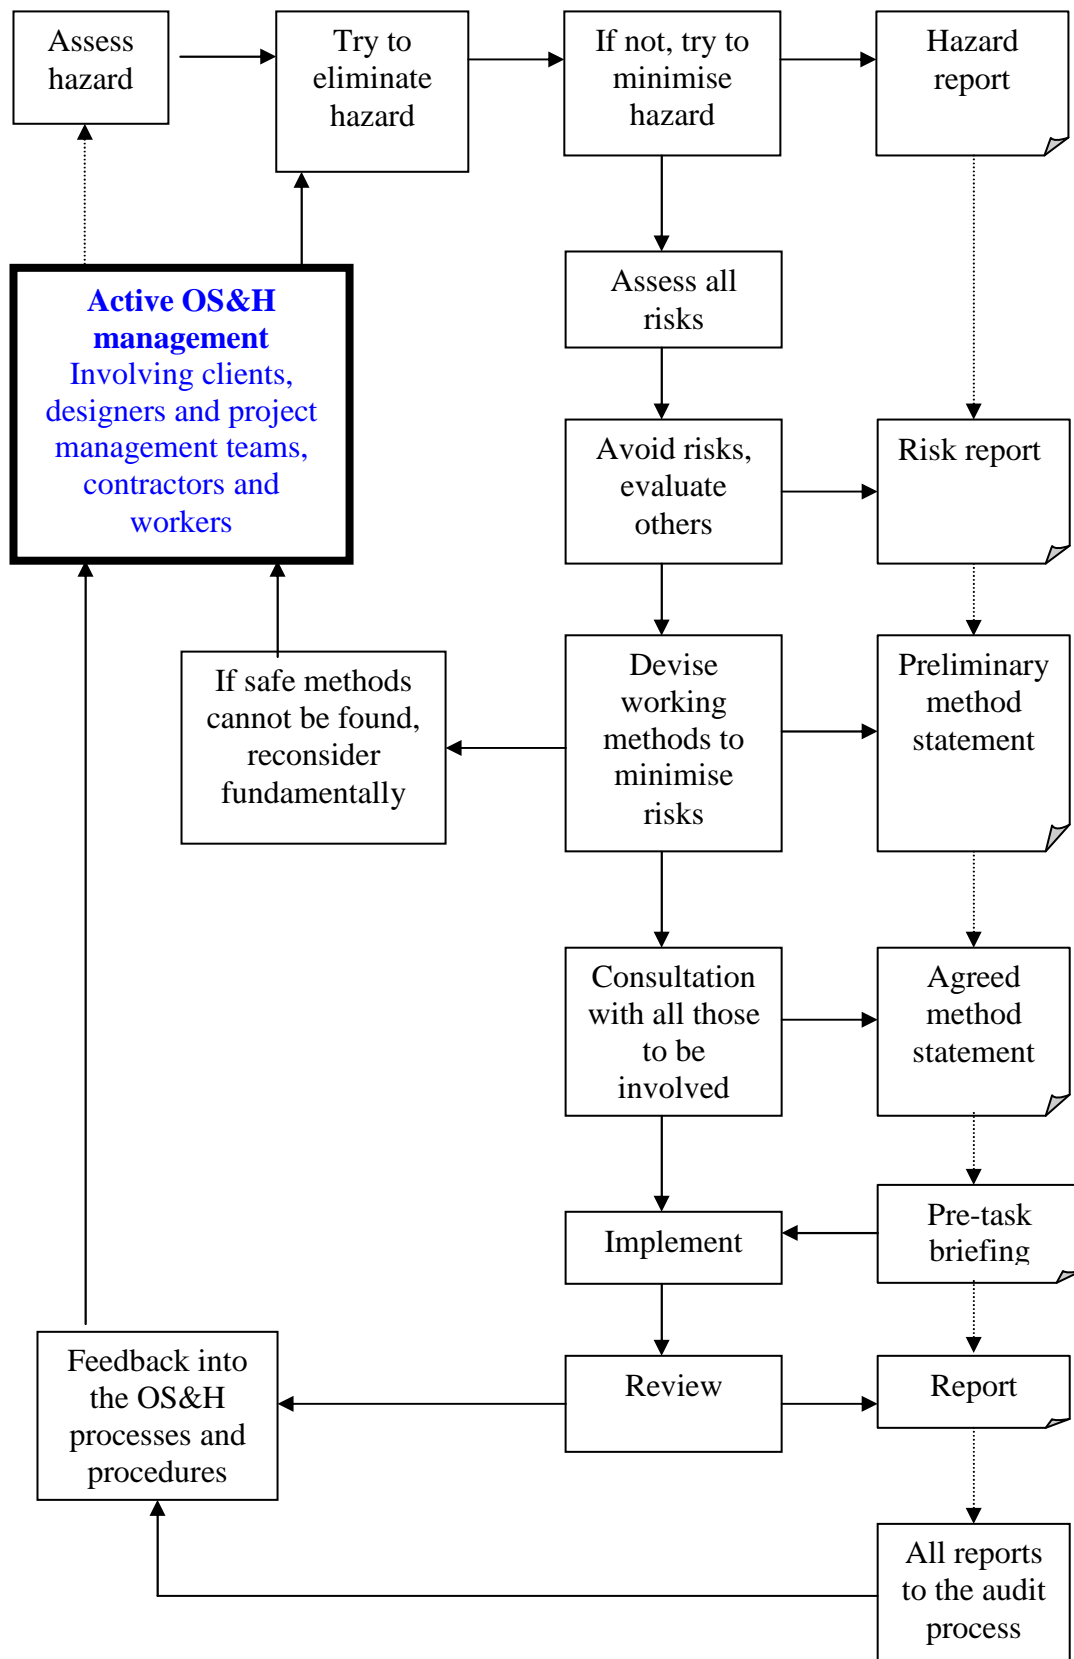 Assess
hazard
Try to
eliminate
hazard
If not, try to
minimise
hazard
Hazard
report
Active OS&H
management
Involving clients,
designers and project
management teams,
contractors and
workers
Assess all
risks
Avoid risks,
evaluate
others
Risk report
If safe methods
cannot be found,
reconsider
fundamentally
Devise
working
methods to
minimise
risks
Preliminary
method
statement
Consultation
with all those
to be
involved
Agreed
method
statement
Implement
Pre-task
briefing
Feedback into
the OS&H
processes and
procedures
Review
Report
All reports
to the audit
process